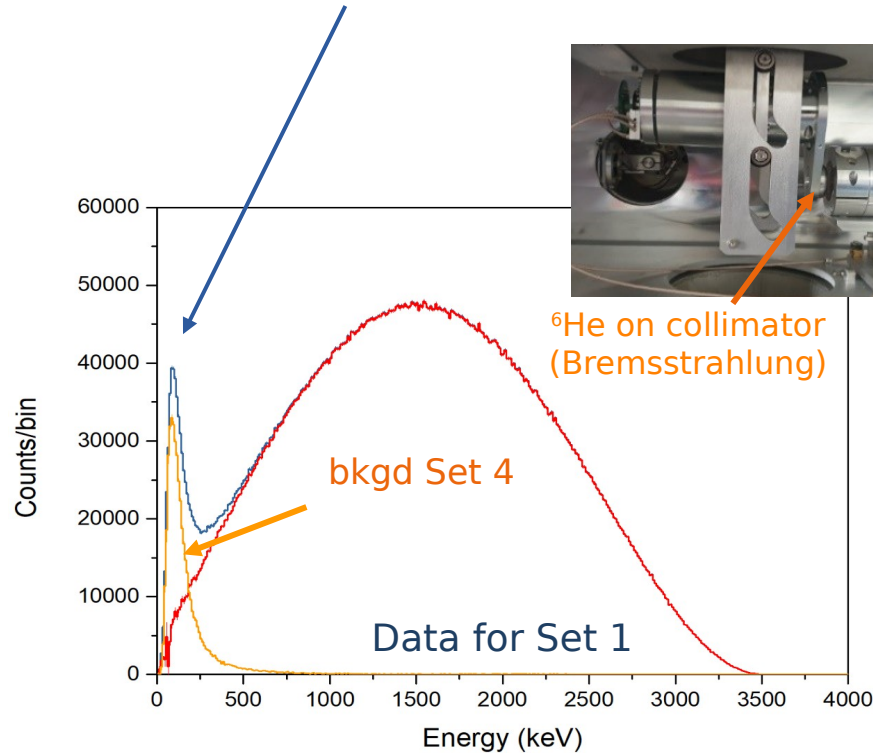 ⁶He on collimator
(Bremsstrahlung)
bkgd Set 4
Data for Set 1
Counts/bin
60000
50000
40000
30000
20000
10000
0
0 500 1000 1500 2000 2500 3000 3500 4000
Energy (keV)